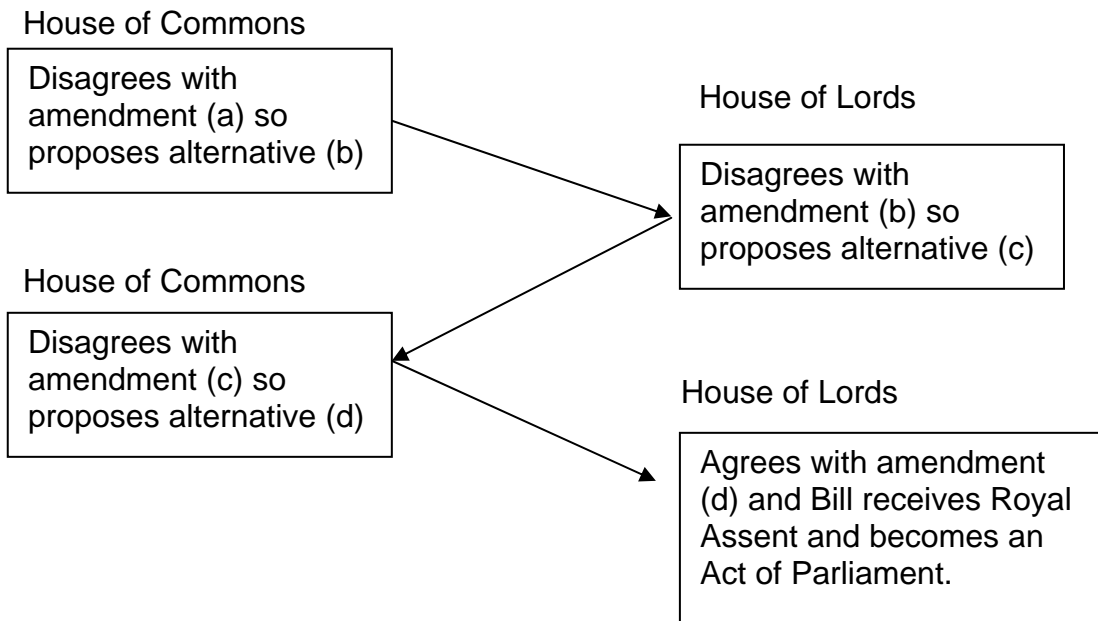 House of Commons
Disagrees with
amendment (a) so
proposes alternative (b)
House of Lords
Disagrees with
amendment (b) so
proposes alternative (c)
House of Commons
Disagrees with
amendment (c) so
proposes alternative (d)
House of Lords
Agrees with amendment
(d) and Bill receives Royal
Assent and becomes an
Act of Parliament.